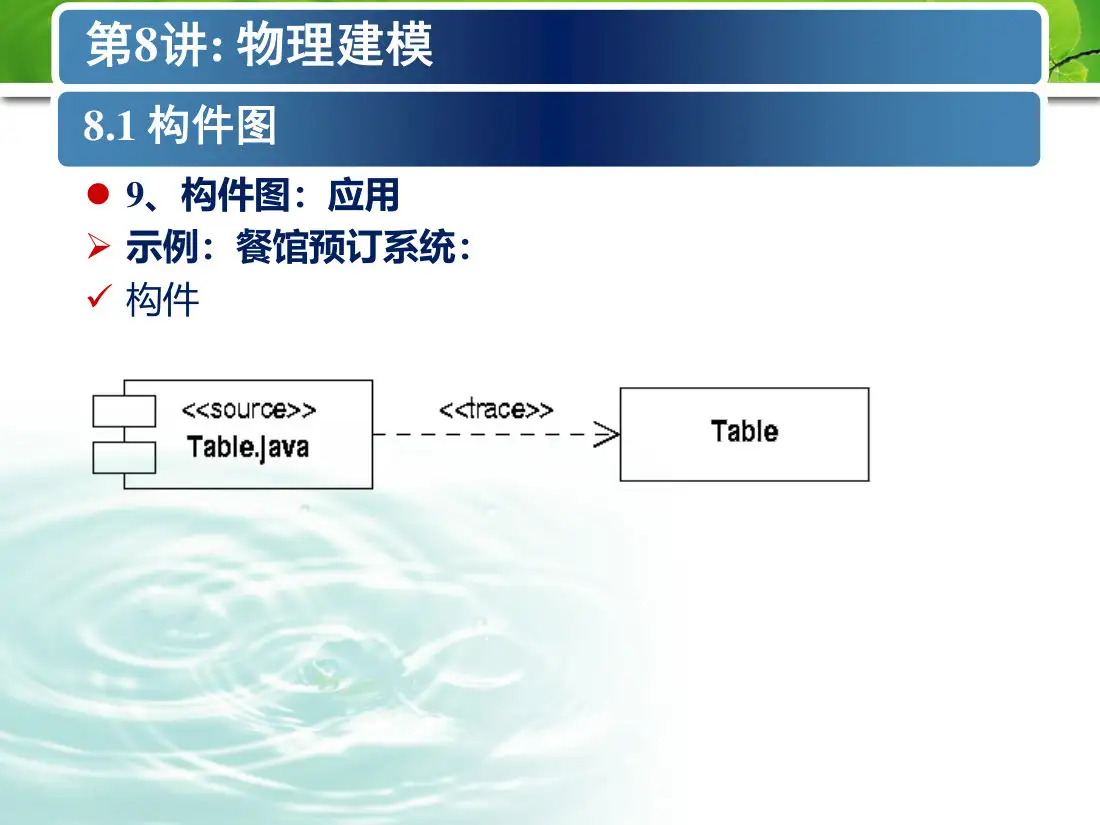 第8讲: 物理建模
8.1 构件图
9、构件图：应用
示例：餐馆预订系统：
构件
<<source>>
Table.java
<<trace>>
Table